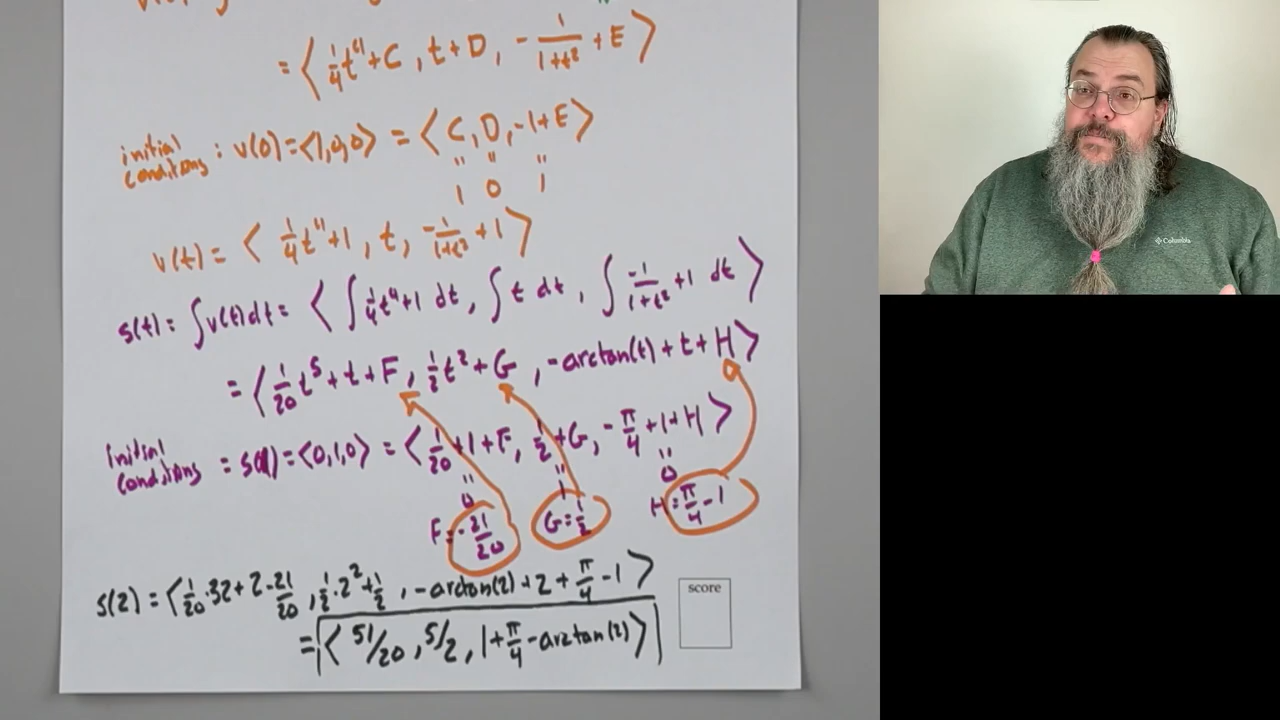 = ⟨ 1/4 t⁴ + C , t + D, - 1/(1+t²) + E ⟩
initial conditions : v(0) = <1,0,0> = ⟨ C, D, -1+E ⟩
" " "
1 0 1
v(t) = ⟨ 1/4 t⁴ + 1 , t, -1/(1+t²) + 1 ⟩
s(t) = ∫ v(t) dt = ⟨ ∫ 1/4 t⁴ + 1 dt , ∫ t dt , ∫ -1/(1+t²) + 1 dt ⟩
= ⟨ 1/20 t⁵ + t + F , 1/2 t² + G , - arctan(t) + t + H ⟩
initial conditions : s(1) = <0,1,0> = ⟨ 1/20 + 1 + F, 1/2 + G, - π/4 + 1 + H ⟩
" " "
0 1 0
F = - 21/20 G = 1/2 H = π/4 - 1
s(2) = ⟨ 1/20 · 32 + 2 - 21/20 , 1/2 · 2² + 1/2 , - arctan(2) + 2 + π/4 - 1 ⟩
= ⟨ 51/20 , 5/2 , 1 + π/4 - arctan(2) ⟩
score
Columbia